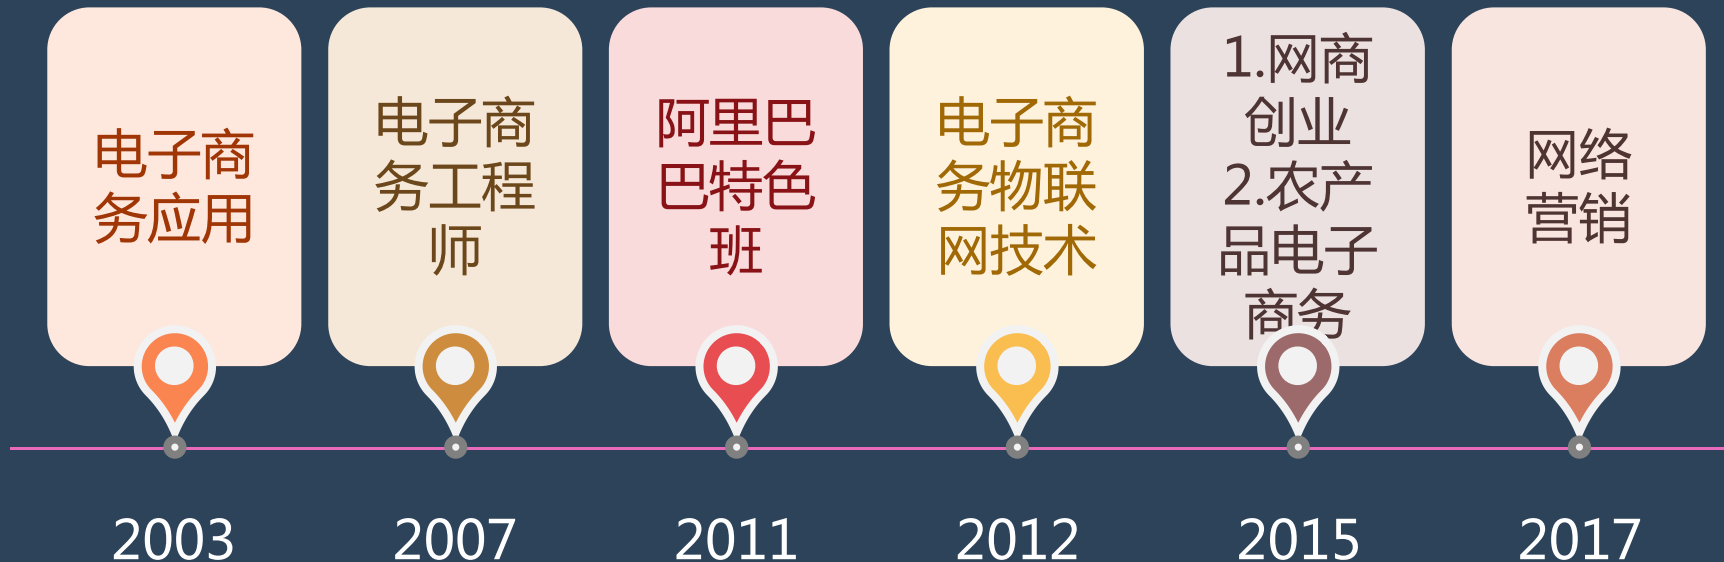 电子商
务应用
电子商
务工程
师
阿里巴
巴特色
班
电子商
务物联
网技术
1.网商
创业
2.农产
品电子
商务
网络
营销
2003
2007
2011
2012
2015
2017